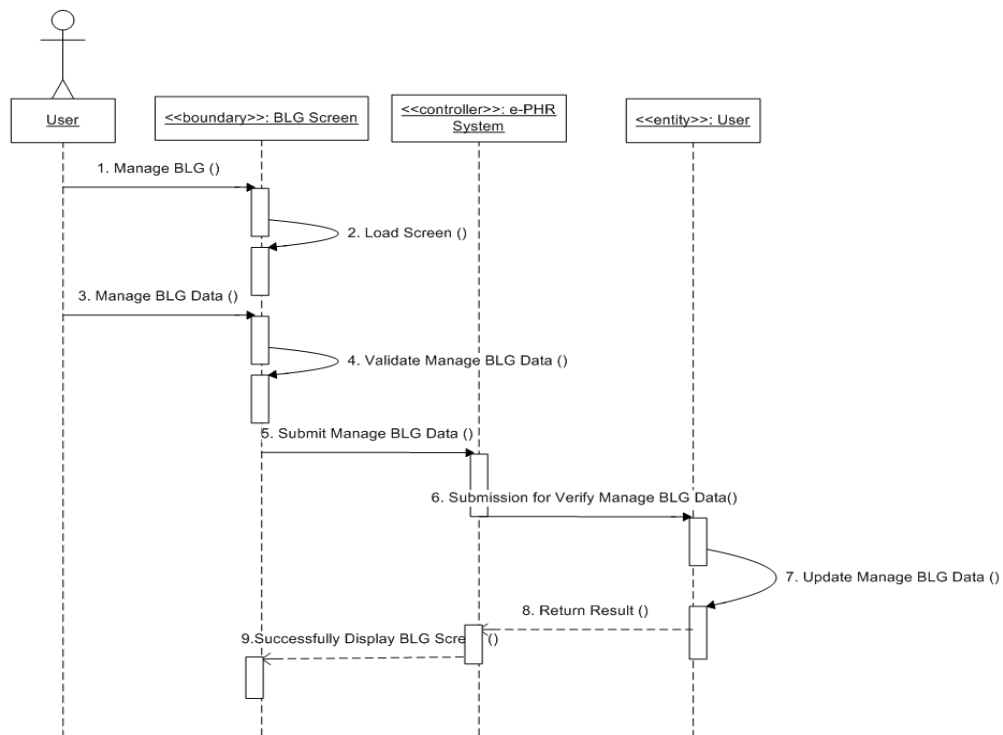 User
<<boundary>>: BLG Screen
<<controller>>: e-PHR
System
<<entity>>: User
1. Manage BLG ()
2. Load Screen ()
3. Manage BLG Data ()
4. Validate Manage BLG Data ()
5. Submit Manage BLG Data ()
6. Submission for Verify Manage BLG Data()
7. Update Manage BLG Data ()
8. Return Result ()
9.Successfully Display BLG Screen ()